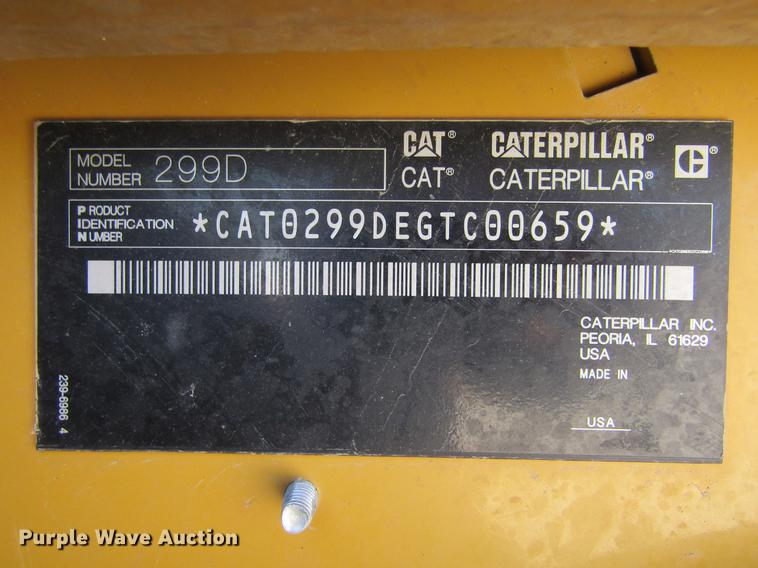 CAT® CATERPILLAR®
CAT® CATERPILLAR®
MODEL NUMBER 299D
PRODUCT IDENTIFICATION NUMBER *CAT0299DEGTC00659*
CATERPILLAR INC.
PEORIA, IL 61629
USA
MADE IN
USA
239-6986 4
Purple Wave Auction